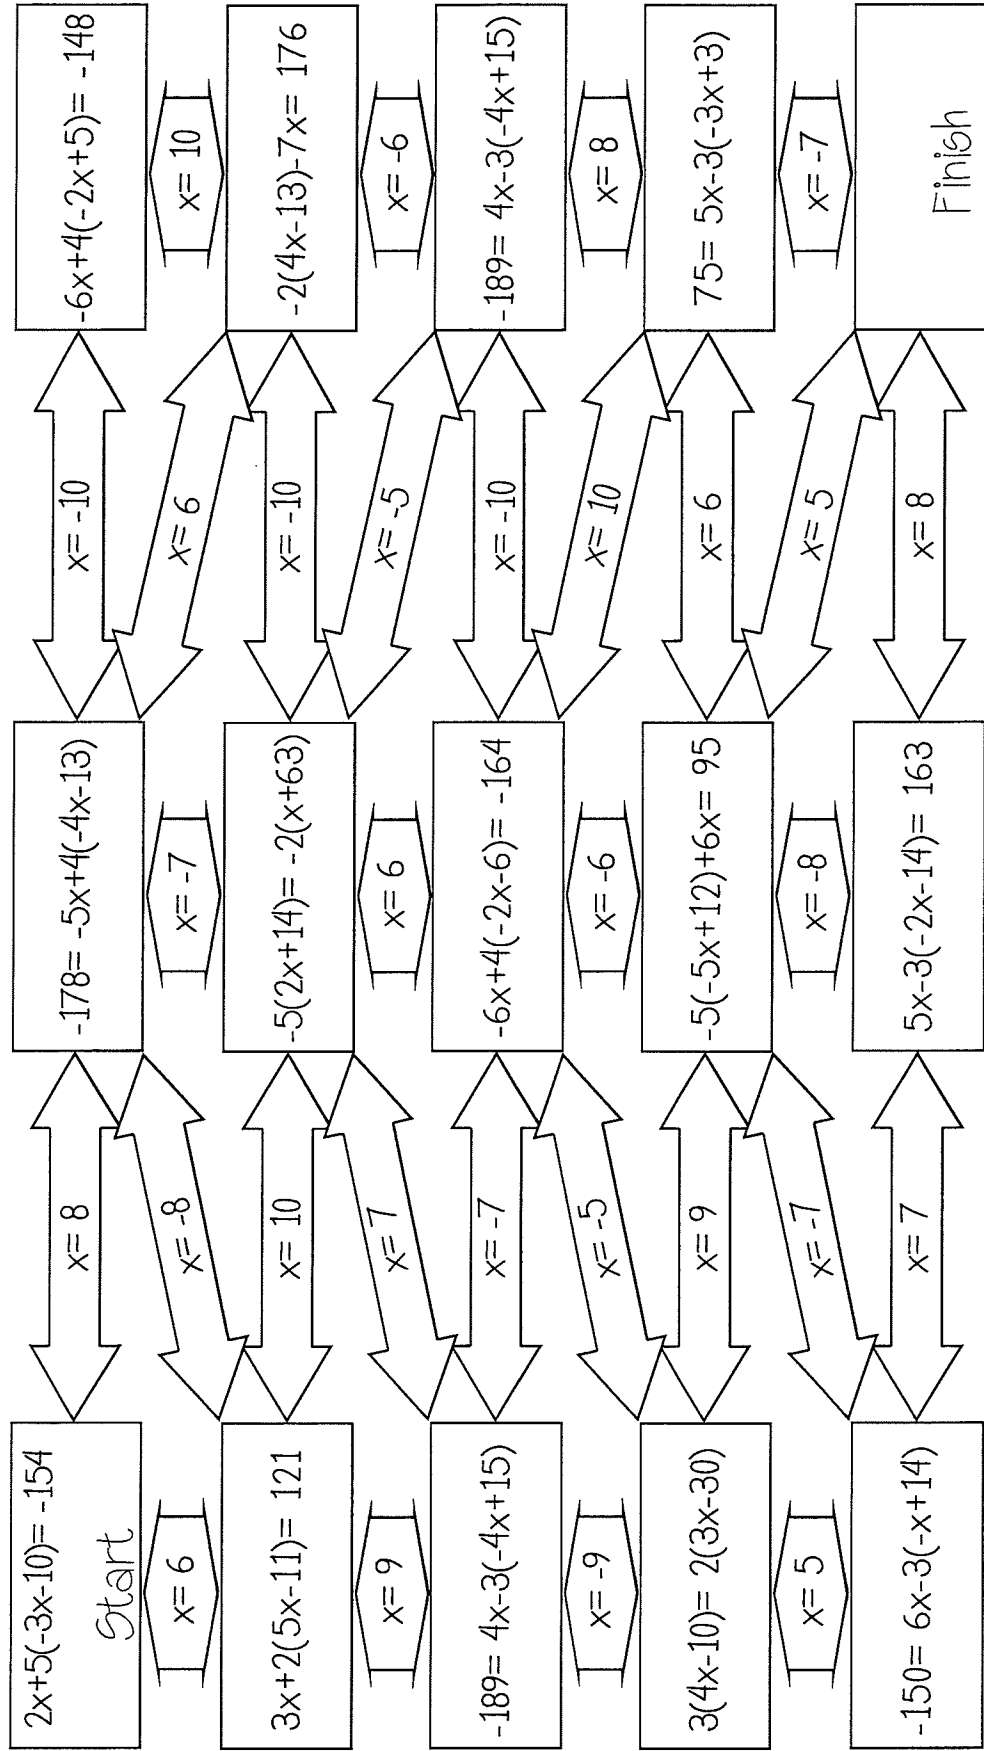 2x+5(-3x-10)= -154
Start
x= 8
-178= -5x+4(-4x-13)
x= -10
-6x+4(-2x+5)= -148
x= 6
x= -8
x= -7
x= 6
x= 10
3x+2(5x-11)= 121
x= 10
-5(2x+14)= -2(x+63)
x= -10
-2(4x-13)-7x= 176
x= 9
x= 7
x= 6
x= -5
x= -6
-189= 4x-3(-4x+15)
x= -7
-6x+4(-2x-6)= -164
x= -10
-189= 4x-3(-4x+15)
x= -9
x= -5
x= -6
x= 10
x= 8
3(4x-10)= 2(3x-30)
x= 9
-5(-5x+12)+6x= 95
x= 6
75= 5x-3(-3x+3)
x= 5
x= -7
x= -8
x= 5
x= -7
-150= 6x-3(-x+14)
x= 7
5x-3(-2x-14)= 163
x= 8
Finish